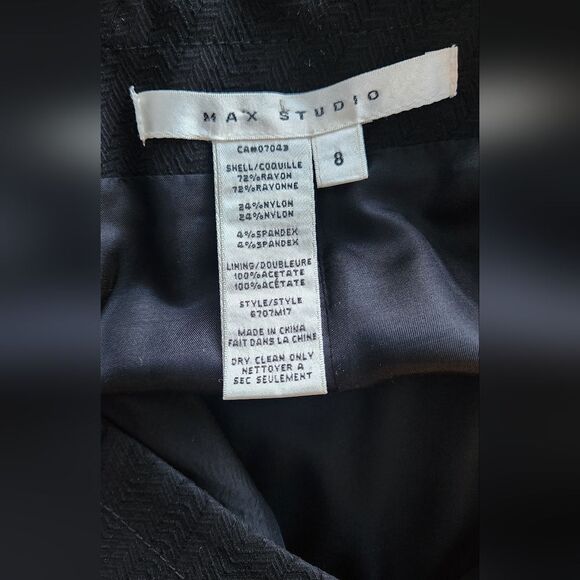 MAX STUDIO
8
CA#07043
SHELL/COQUILLE
72%RAYON
72%RAYONNE
24%NYLON
24%NYLON
4%SPANDEX
4%SPANDEX
LINING/DOUBLEURE
100%ACETATE
100%ACÉTATE
STYLE/STYLE
6707M17
MADE IN CHINA
FAIT DANS LA CHINE
DRY CLEAN ONLY
NETTOYER A
SEC SEULEMENT